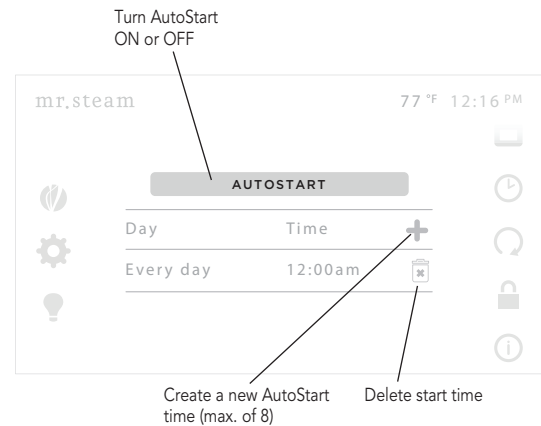 Turn AutoStart
ON or OFF
mr.steam 77 °F 12:16 PM
AUTOSTART
Day Time
Every day 12:00am
Create a new AutoStart
time (max. of 8)
Delete start time